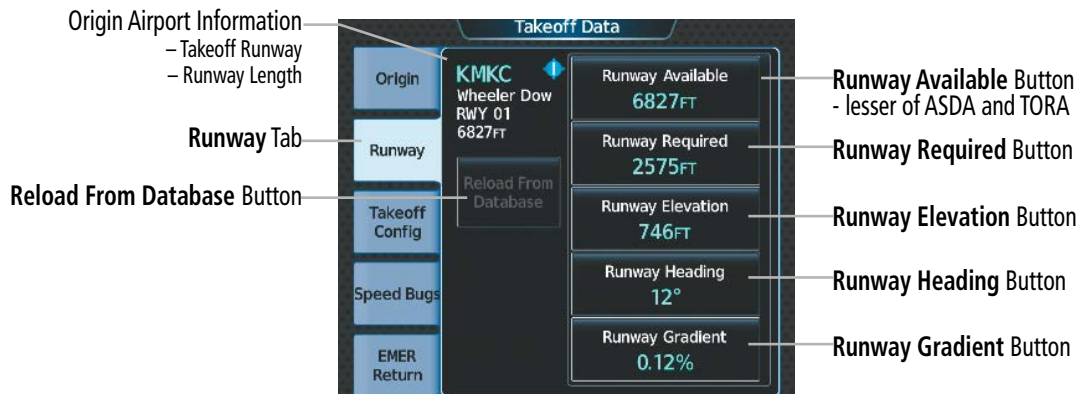 Origin Airport Information
– Takeoff Runway
– Runway Length
Runway Tab
Reload From Database Button
Takeoff Data
Origin
Runway
Takeoff
Config
Speed Bugs
EMER
Return
KMKC
Wheeler Dow
RWY 01
6827FT
Reload From
Database
Runway Available
6827FT
Runway Required
2575FT
Runway Elevation
746FT
Runway Heading
12°
Runway Gradient
0.12%
Runway Available Button
- lesser of ASDA and TORA
Runway Required Button
Runway Elevation Button
Runway Heading Button
Runway Gradient Button